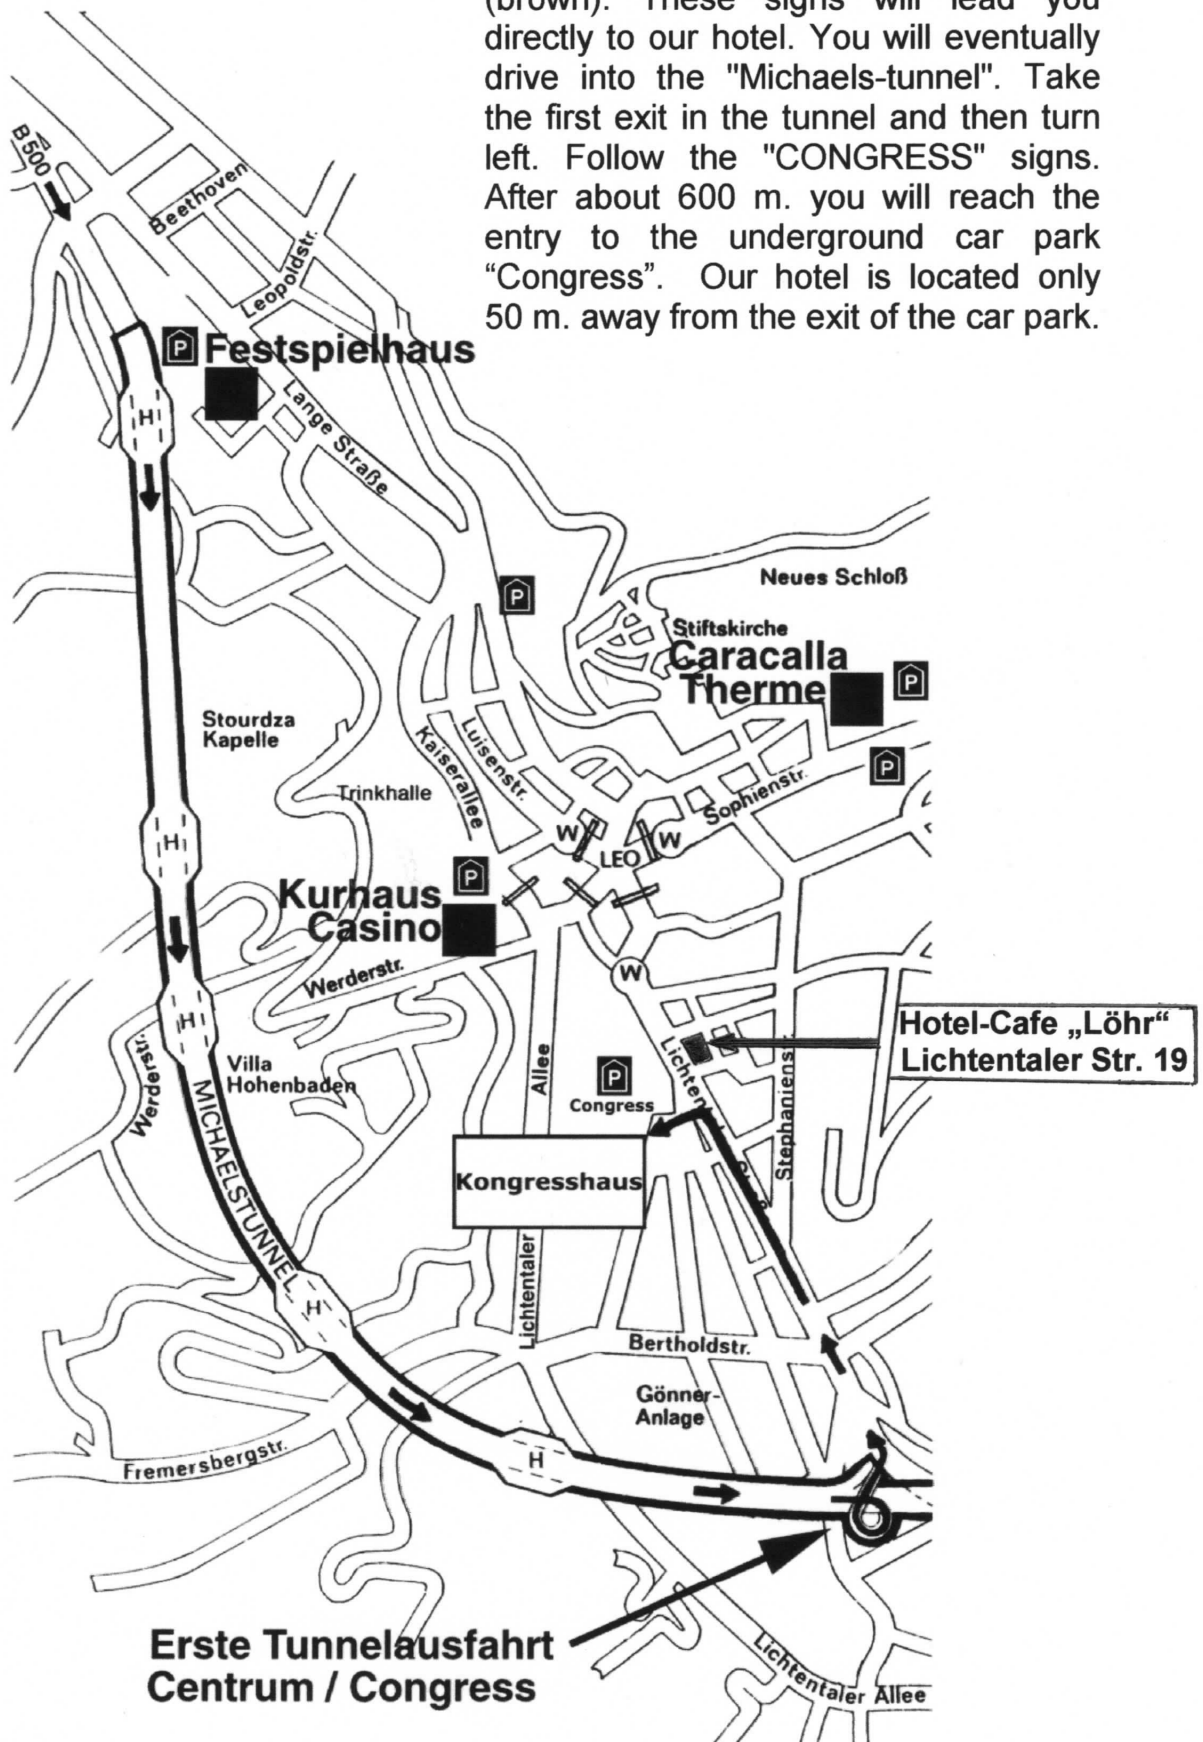 (brown). These signs will lead you
directly to our hotel. You will eventually
drive into the "Michaels-tunnel". Take
the first exit in the tunnel and then turn
left. Follow the "CONGRESS" signs.
After about 600 m. you will reach the
entry to the underground car park
“Congress”. Our hotel is located only
50 m. away from the exit of the car park.
B 500
Beethoven
Leopoldstr.
P
Festspielhaus
H
Lange Straße
P
Neues Schloß
Stiftskirche
Caracalla
Therme
P
P
Stourdza
Kapelle
Kaiserallee
Luisenstr.
Trinkhalle
Sophienstr.
H
W
LEO
W
P
Kurhaus
Casino
Werderstr.
W
H
Werderstr.
Villa
Hohenbaden
Allee
P
Congress
Hotel-Cafe „Löhr“
Lichtentaler Str. 19
Stephaniens.
MICHAELSTUNNEL
Kongresshaus
H
Lichtentaler
Bertholdstr.
Gönner-
Anlage
Fremersbergstr.
H
Erste Tunnelausfahrt
Centrum / Congress
Lichtentaler Allee